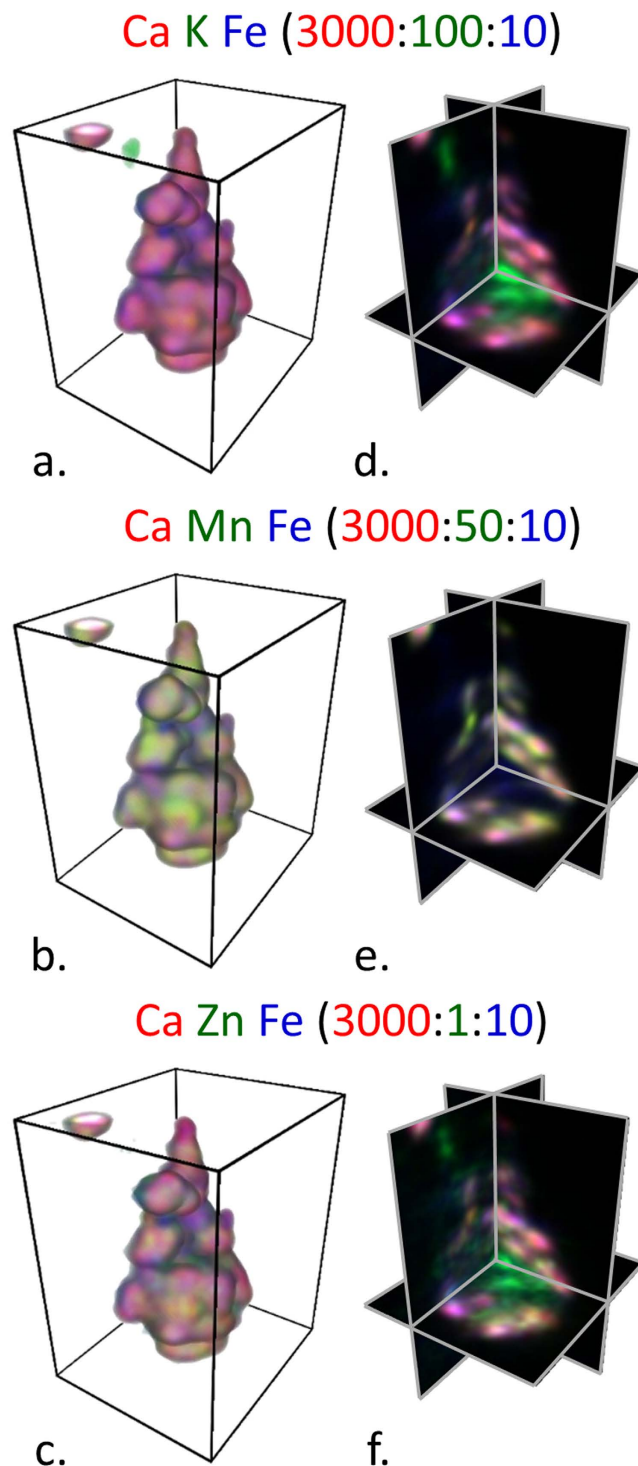 Ca K Fe (3000:100:10)
a. d.
Ca Mn Fe (3000:50:10)
b. e.
Ca Zn Fe (3000:1:10)
c. f.